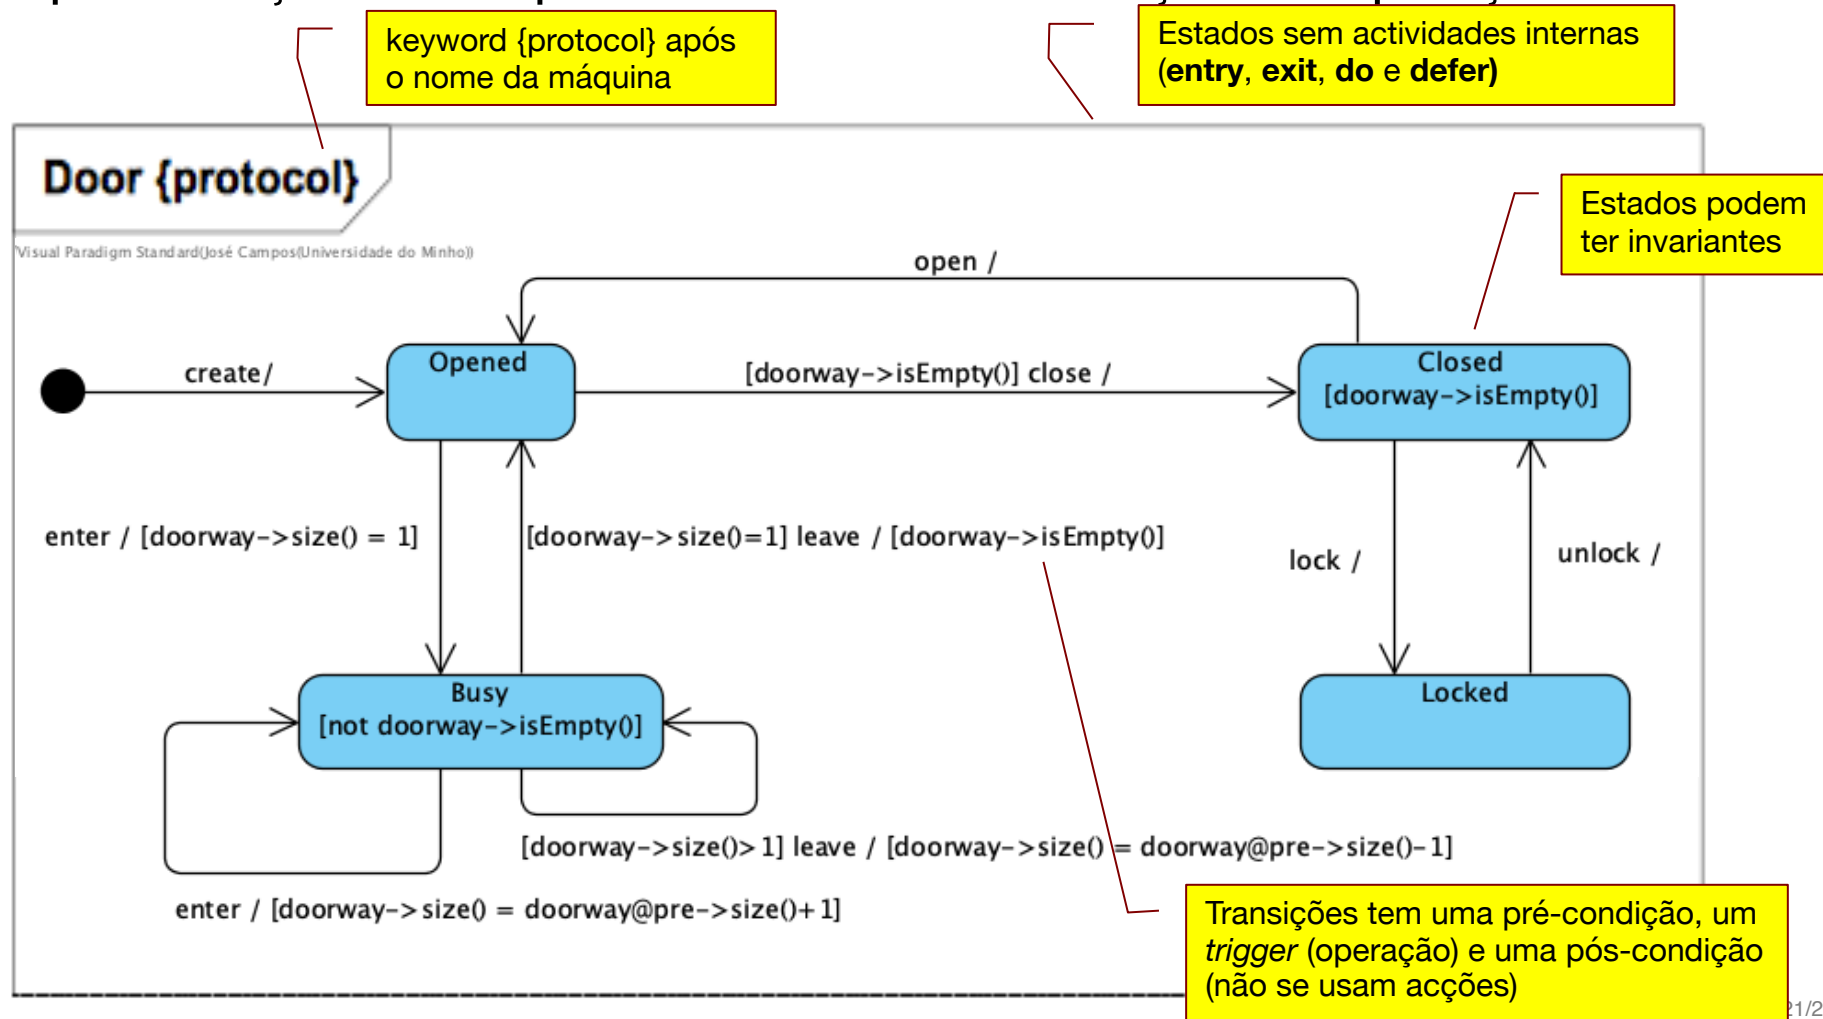 keyword {protocol} após
o nome da máquina
Estados sem actividades internas
(entry, exit, do e defer)
Door {protocol}
Visual Paradigm Standard(José Campos(Universidade do Minho))
Estados podem
ter invariantes
open /
create/
Opened
[doorway->isEmpty()] close /
Closed
[doorway->isEmpty()]
enter / [doorway->size() = 1]
[doorway->size()=1] leave / [doorway->isEmpty()]
lock /
unlock /
Busy
[not doorway->isEmpty()]
Locked
[doorway->size()>1] leave / [doorway->size() = doorway@pre->size()-1]
enter / [doorway->size() = doorway@pre->size()+1]
Transições tem uma pré-condição, um
trigger (operação) e uma pós-condição
(não se usam acções)
21/2